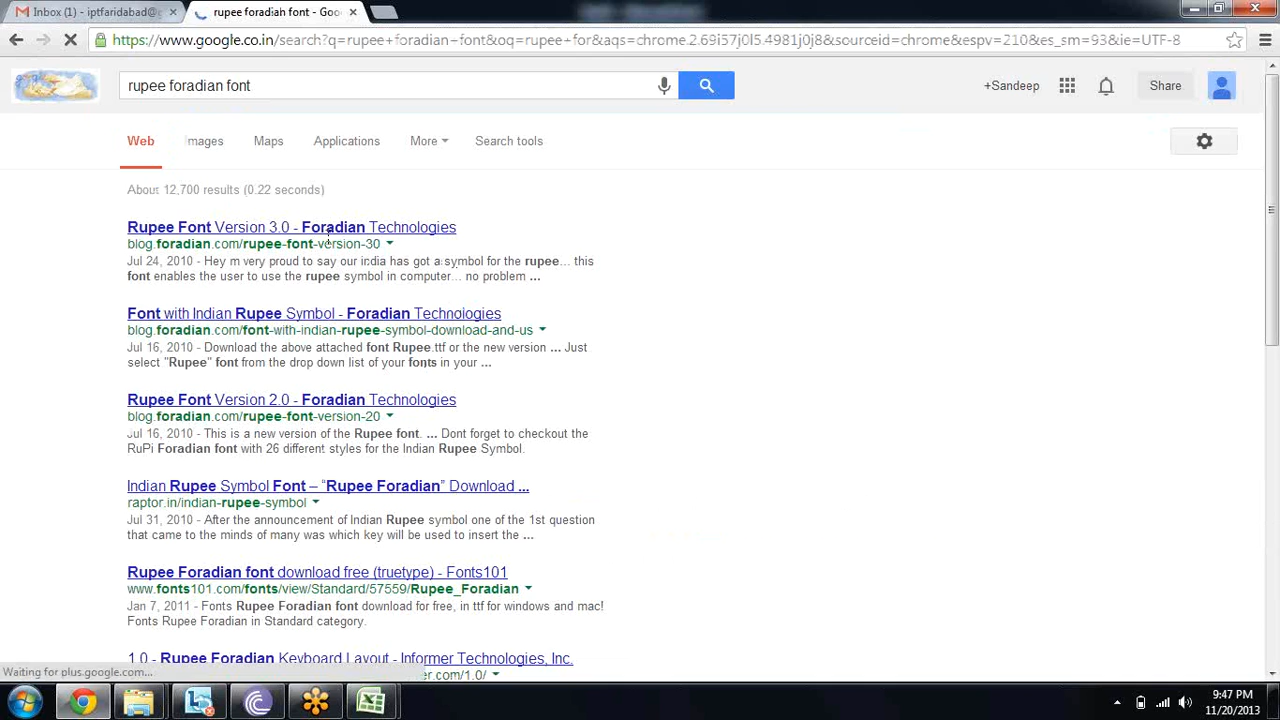 Inbox (1) - iptfaridabad@g
rupee foradian font - Goo
https://www.google.co.in/search?q=rupee+foradian+font&oq=rupee+for&aqs=chrome.2.69i57j0l5.4981j0j8&sourceid=chrome&espv=210&es_sm=93&ie=UTF-8
rupee foradian font
+Sandeep
Share
Web Images Maps Applications More Search tools
About 12,700 results (0.22 seconds)
Rupee Font Version 3.0 - Foradian Technologies
blog.foradian.com/rupee-font-version-30
Jul 24, 2010 - Hey m very proud to say our india has got a symbol for the rupee... this
font enables the user to use the rupee symbol in computer... no problem ...
Font with Indian Rupee Symbol - Foradian Technologies
blog.foradian.com/font-with-indian-rupee-symbol-download-and-us
Jul 16, 2010 - Download the above attached font Rupee.ttf or the new version ... Just
select "Rupee" font from the drop down list of your fonts in your ...
Rupee Font Version 2.0 - Foradian Technologies
blog.foradian.com/rupee-font-version-20
Jul 16, 2010 - This is a new version of the Rupee font. ... Dont forget to checkout the
RuPi Foradian font with 26 different styles for the Indian Rupee Symbol.
Indian Rupee Symbol Font – “Rupee Foradian” Download ...
raptor.in/indian-rupee-symbol
Jul 31, 2010 - After the announcement of Indian Rupee symbol one of the 1st question
that came to the minds of many was which key will be used to insert the ...
Rupee Foradian font download free (truetype) - Fonts101
www.fonts101.com/fonts/view/Standard/57559/Rupee_Foradian
Jan 7, 2011 - Fonts Rupee Foradian font download for free, in ttf for windows and mac!
Fonts Rupee Foradian in Standard category.
1.0 - Rupee Foradian Keyboard Layout - Informer Technologies, Inc.
er.com/1.0/
Waiting for plus.google.com...
9:47 PM
11/20/2013